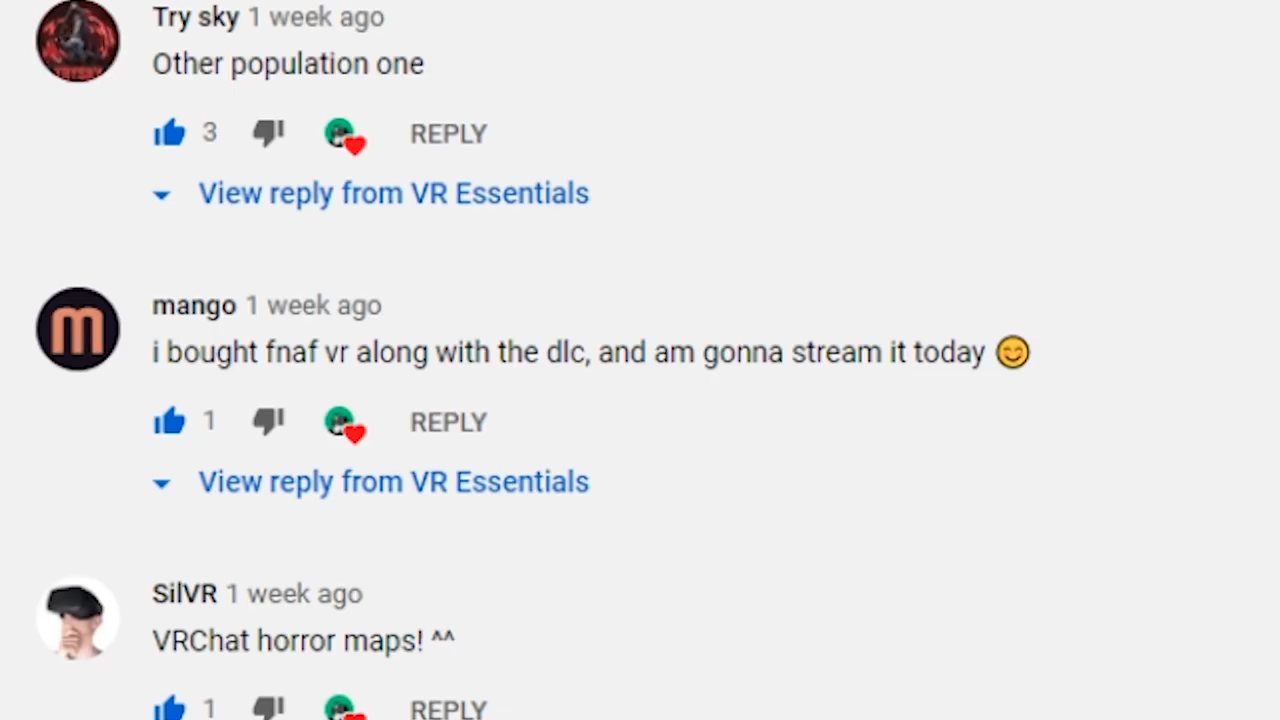 Try sky 1 week ago
Other population one
3 REPLY
View reply from VR Essentials
m
mango 1 week ago
i bought fnaf vr along with the dlc, and am gonna stream it today 😊
1 REPLY
View reply from VR Essentials
SilVR 1 week ago
VRChat horror maps! ^^
1 REPLY